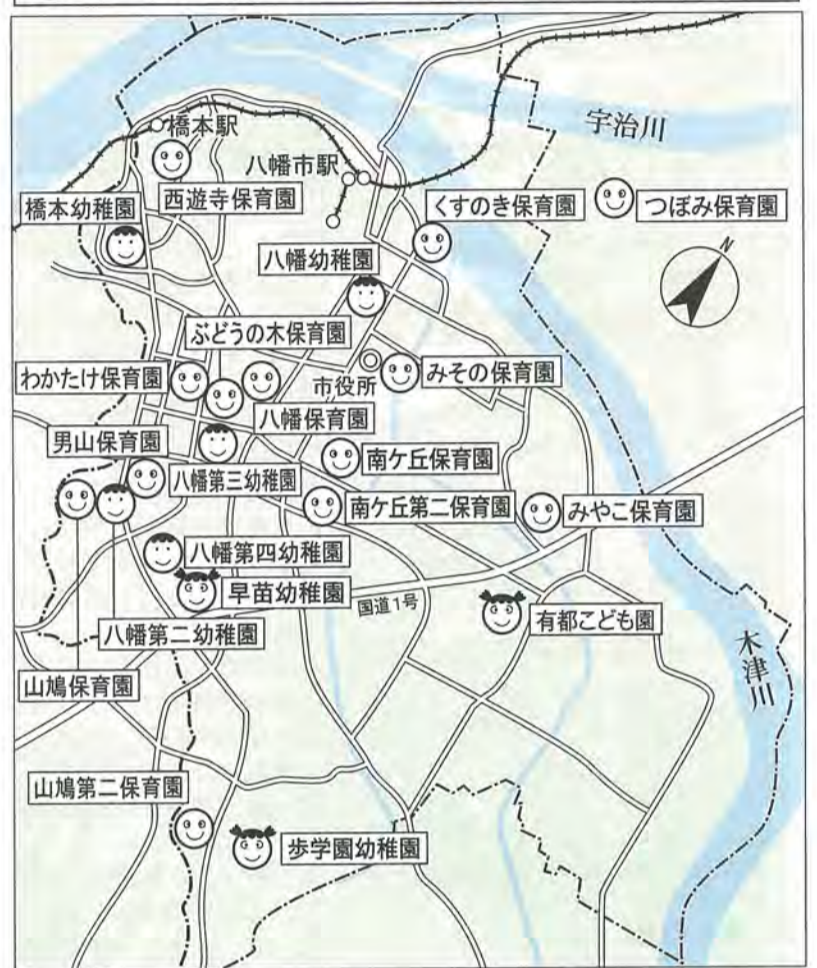 宇治川
橋本駅
八幡市駅
西遊寺保育園
橋本幼稚園
くすのき保育園
つぼみ保育園
八幡幼稚園
N
ぶどうの木保育園
わかたけ保育園
市役所
みその保育園
八幡保育園
男山保育園
八幡第三幼稚園
南ケ丘保育園
南ケ丘第二保育園
みやこ保育園
八幡第四幼稚園
早苗幼稚園
国道1号
有都こども園
八幡第二幼稚園
木津川
山鳩保育園
山鳩第二保育園
歩学園幼稚園